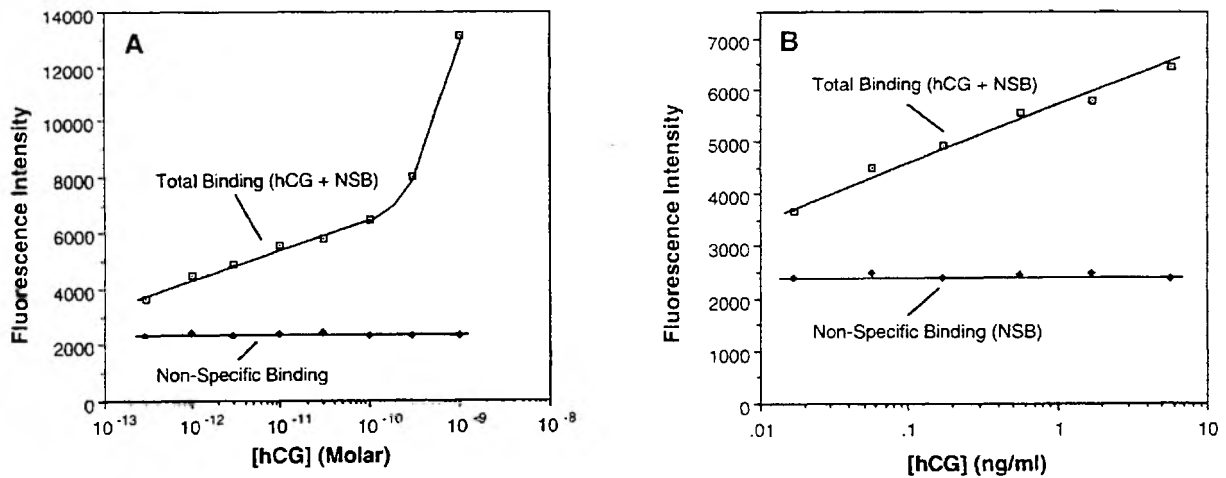 A
Fluorescence Intensity
14000
12000
10000
8000
6000
4000
2000
0
Total Binding (hCG + NSB)
Non-Specific Binding
10⁻¹³
10⁻¹²
10⁻¹¹
10⁻¹⁰
10⁻⁹
10⁻⁸
[hCG] (Molar)
B
Fluorescence Intensity
7000
6000
5000
4000
3000
2000
1000
0
Total Binding (hCG + NSB)
Non-Specific Binding (NSB)
.01
.1
1
10
[hCG] (ng/ml)